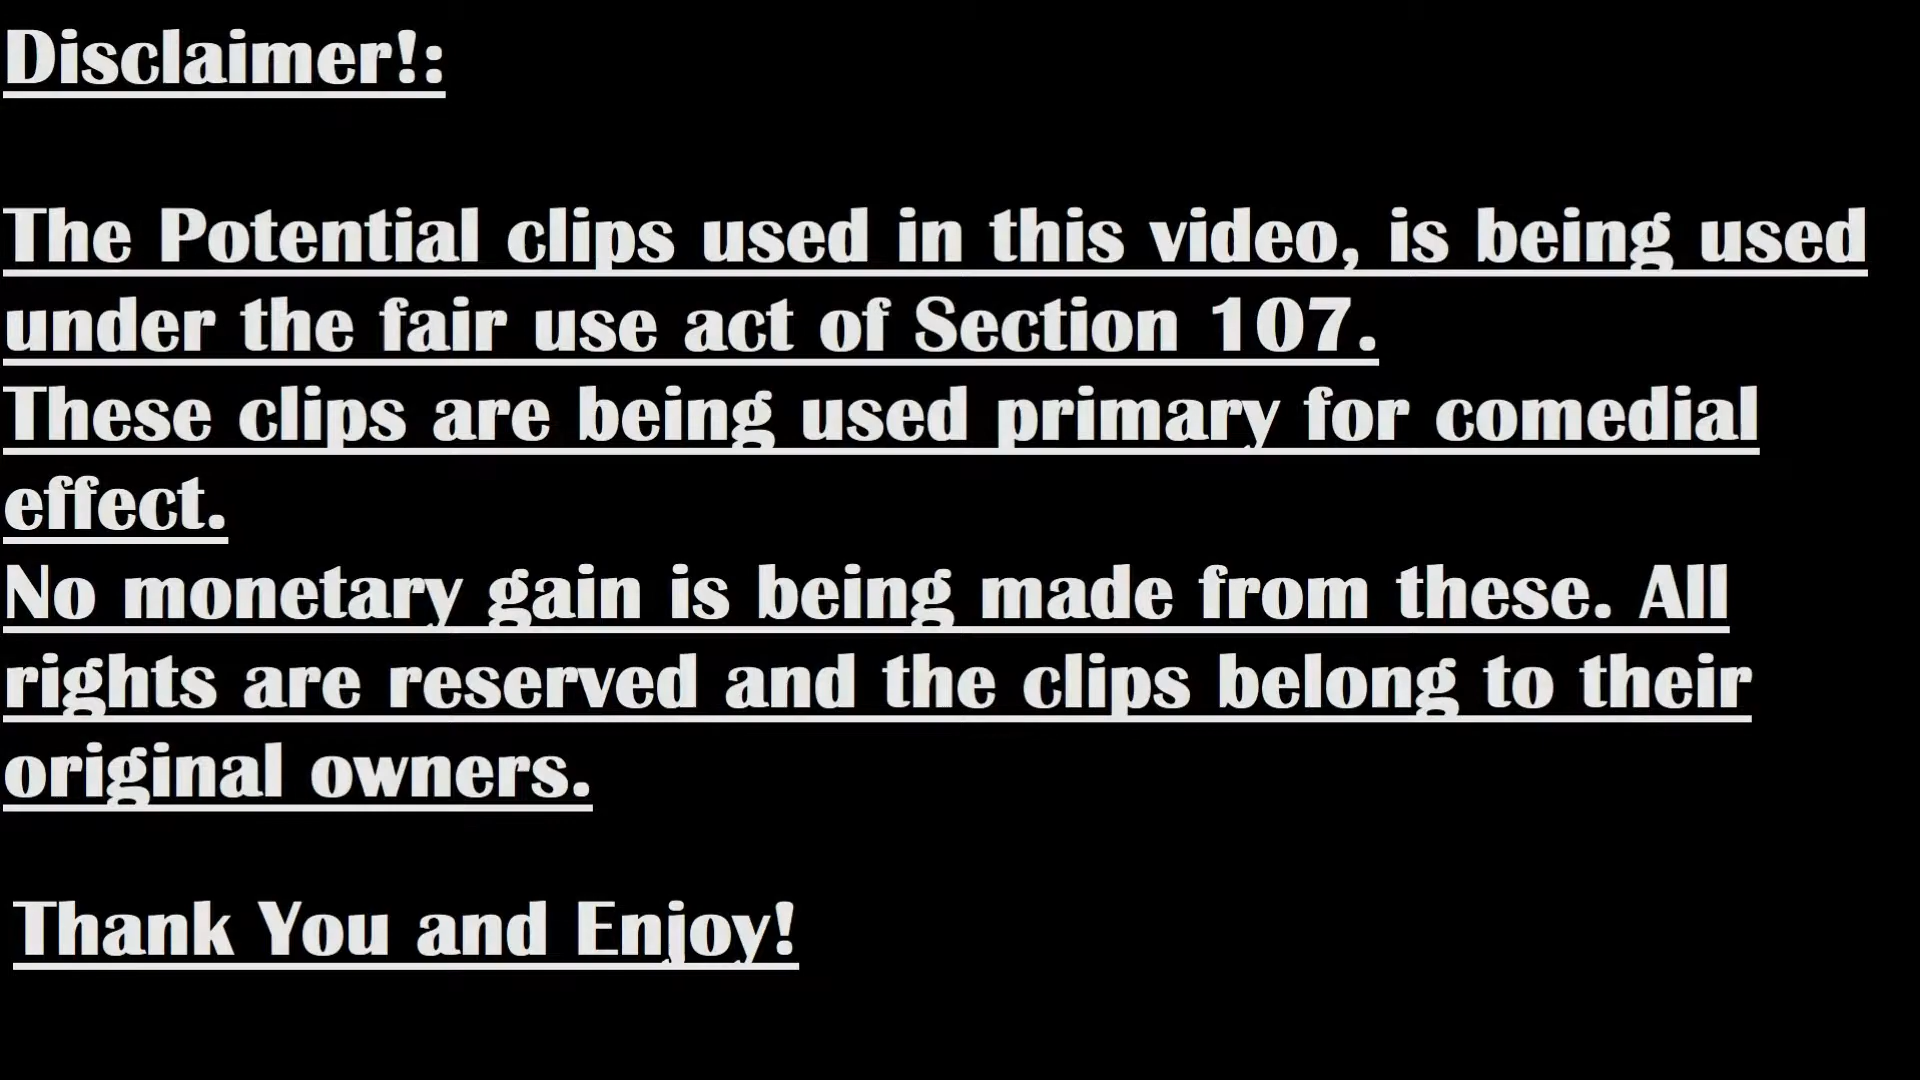 Disclaimer!:
The Potential clips used in this video, is being used
under the fair use act of Section 107.
These clips are being used primary for comedial
effect.
No monetary gain is being made from these. All
rights are reserved and the clips belong to their
original owners.
Thank You and Enjoy!